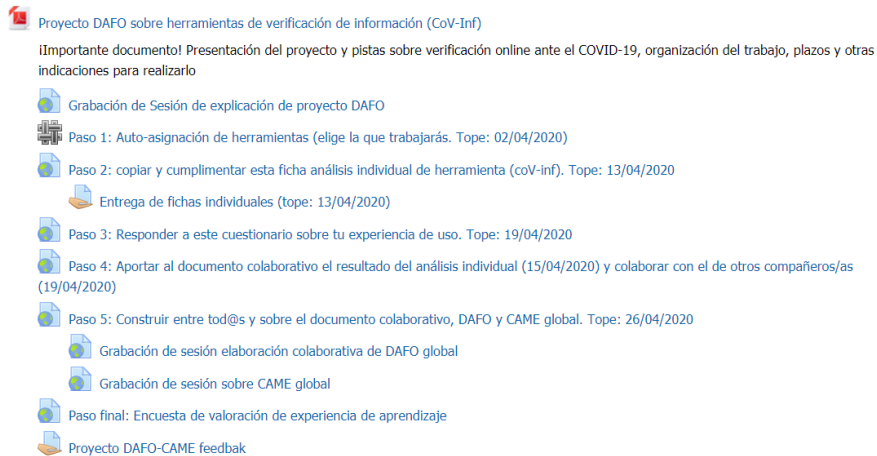 Proyecto DAFO sobre herramientas de verificación de información (CoV-Inf)
¡Importante documento! Presentación del proyecto y pistas sobre verificación online ante el COVID-19, organización del trabajo, plazos y otras
indicaciones para realizarlo
Grabación de Sesión de explicación de proyecto DAFO
Paso 1: Auto-asignación de herramientas (elige la que trabajarás. Tope: 02/04/2020)
Paso 2: copiar y cumplimentar esta ficha análisis individual de herramienta (coV-inf). Tope: 13/04/2020
Entrega de fichas individuales (tope: 13/04/2020)
Paso 3: Responder a este cuestionario sobre tu experiencia de uso. Tope: 19/04/2020
Paso 4: Aportar al documento colaborativo el resultado del análisis individual (15/04/2020) y colaborar con el de otros compañeros/as
(19/04/2020)
Paso 5: Construir entre tod@s y sobre el documento colaborativo, DAFO y CAME global. Tope: 26/04/2020
Grabación de sesión elaboración colaborativa de DAFO global
Grabación de sesión sobre CAME global
Paso final: Encuesta de valoración de experiencia de aprendizaje
Proyecto DAFO-CAME feedbak